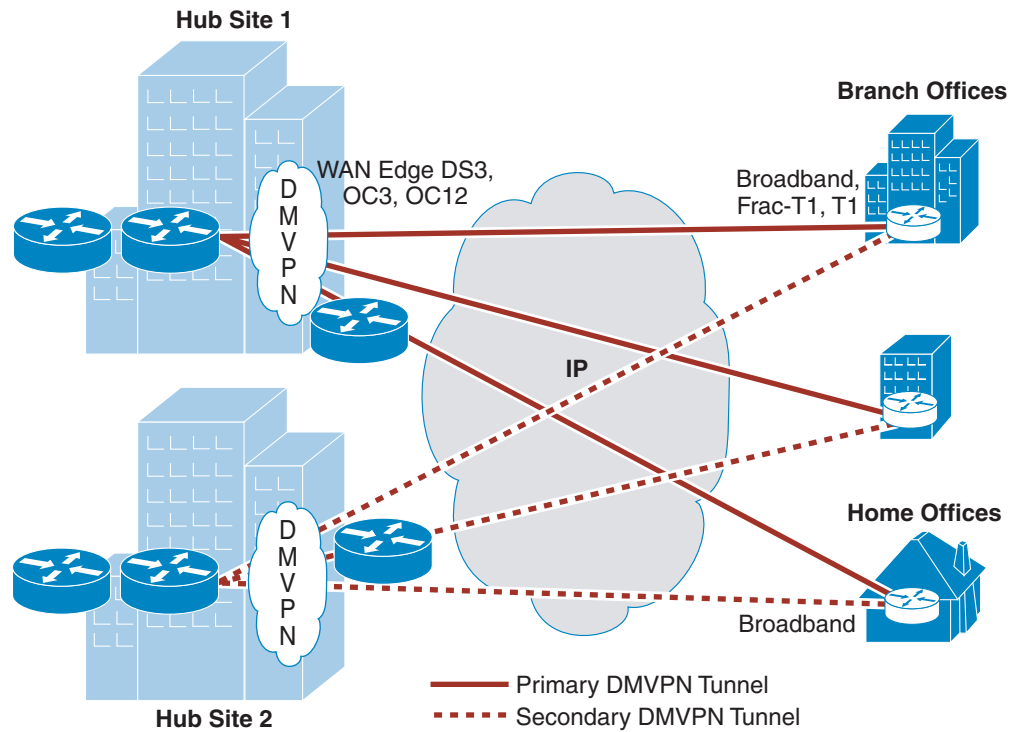 Hub Site 1
Branch Offices
WAN Edge DS3,
OC3, OC12
Broadband,
Frac-T1, T1
D
M
V
P
N
IP
Home Offices
D
M
V
P
N
Broadband
Primary DMVPN Tunnel
Secondary DMVPN Tunnel
Hub Site 2